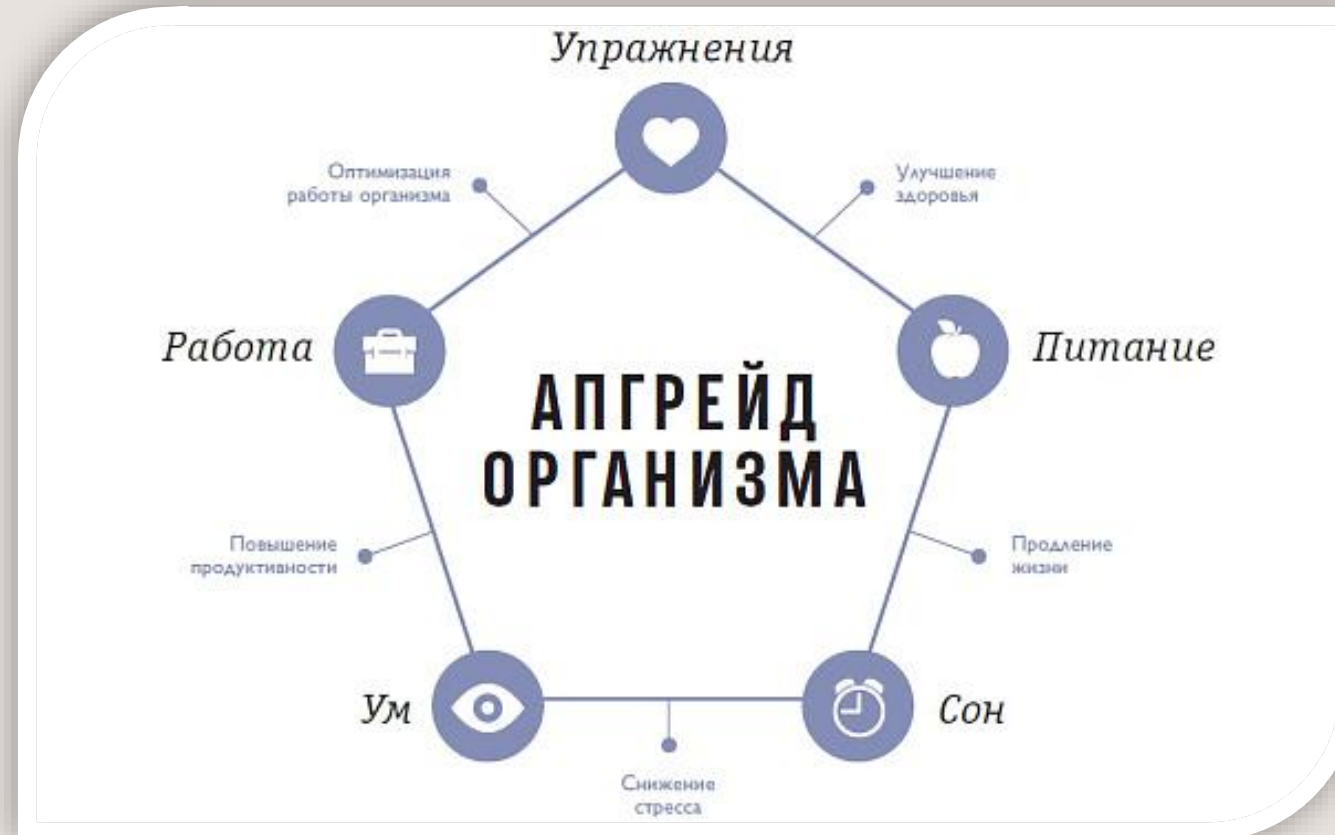 Упражнения
Оптимизация
работы организма
Улучшение
здоровья
Работа
Питание
АПГРЕЙД
ОРГАНИЗМА
Повышение
продуктивности
Продление
жизни
Ум
Сон
Снижение
стресса